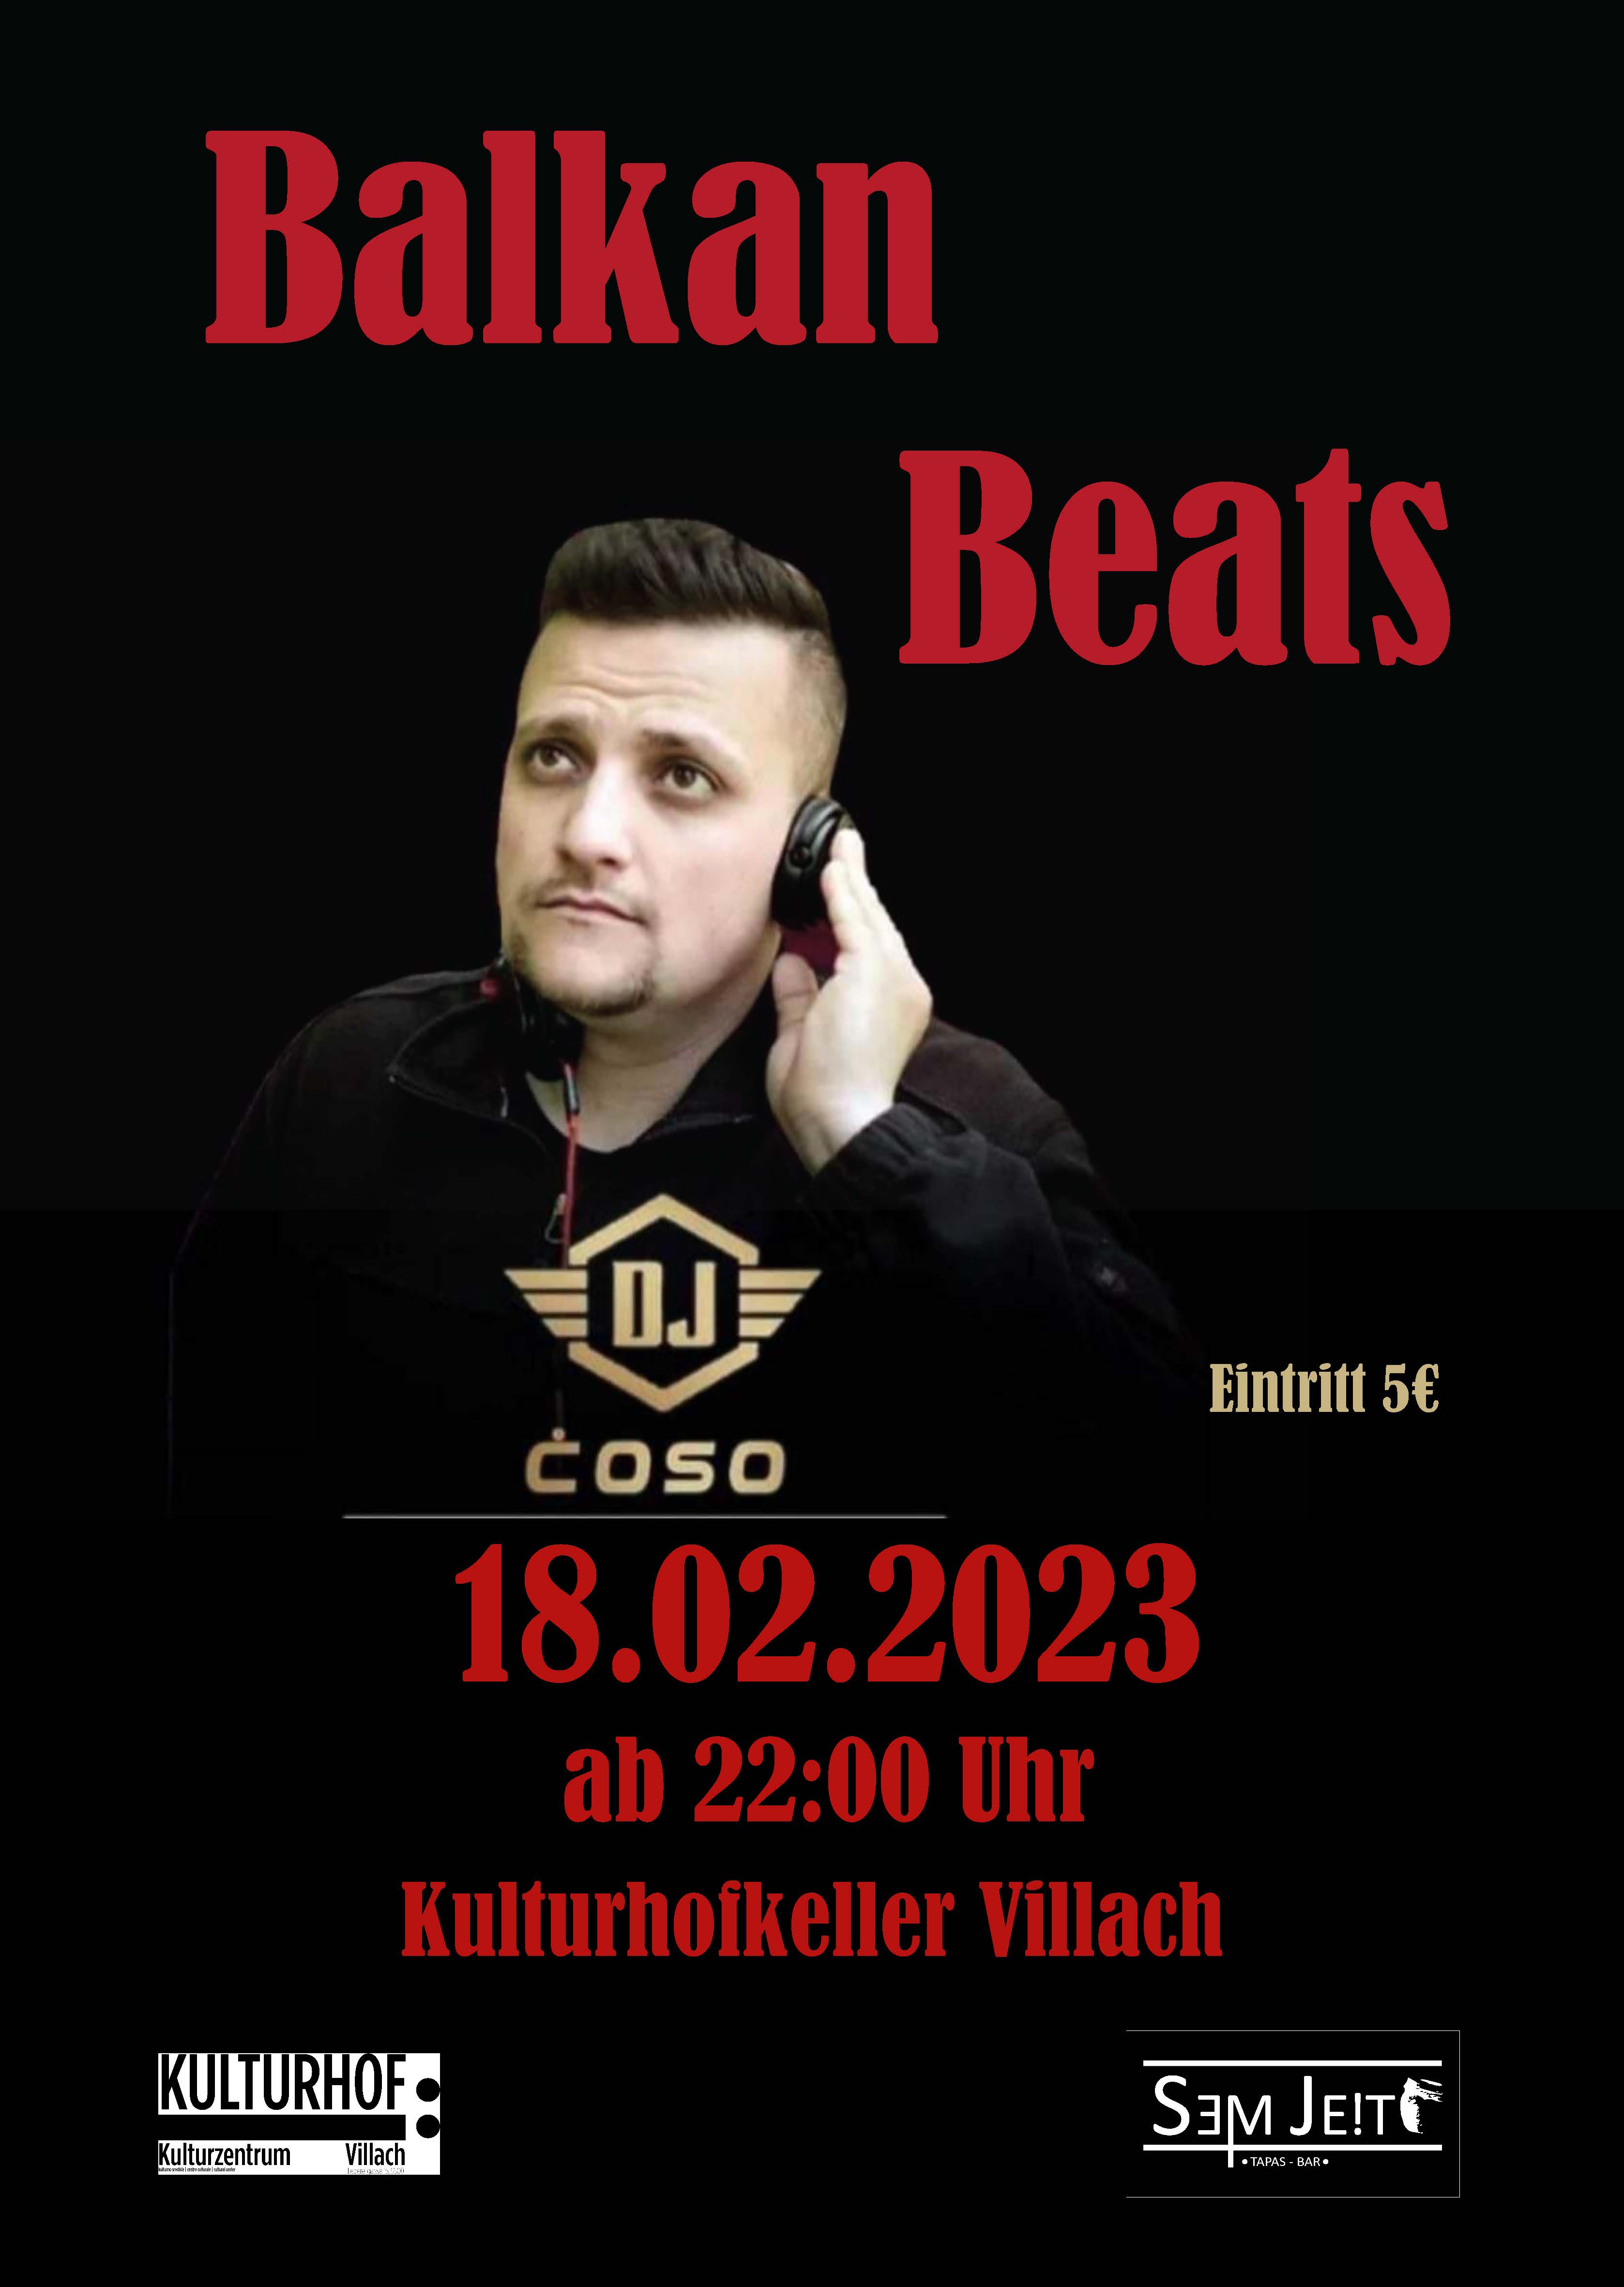 Balkan
Beats
DJ
ĊOSO
Eintritt 5€
18.02.2023
ab 22:00 Uhr
Kulturhofkeller Villach
KULTURHOF:
Kulturzentrum Villach
SEM JE!TO
•TAPAS - BAR•